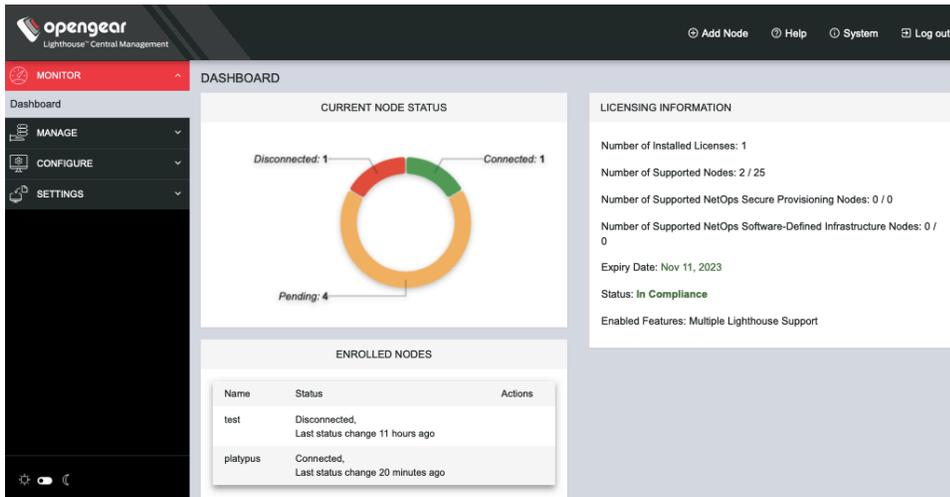 opengear
Lighthouse™ Central Management
Add Node
Help
System
Log out
MONITOR
Dashboard
MANAGE
CONFIGURE
SETTINGS
DASHBOARD
CURRENT NODE STATUS
Disconnected: 1
Connected: 1
Pending: 4
LICENSING INFORMATION
Number of Installed Licenses: 1
Number of Supported Nodes: 2 / 25
Number of Supported NetOps Secure Provisioning Nodes: 0 / 0
Number of Supported NetOps Software-Defined Infrastructure Nodes: 0 /
0
Expiry Date: Nov 11, 2023
Status: In Compliance
Enabled Features: Multiple Lighthouse Support
ENROLLED NODES
Name Status Actions
test Disconnected,
Last status change 11 hours ago
platypus Connected,
Last status change 20 minutes ago